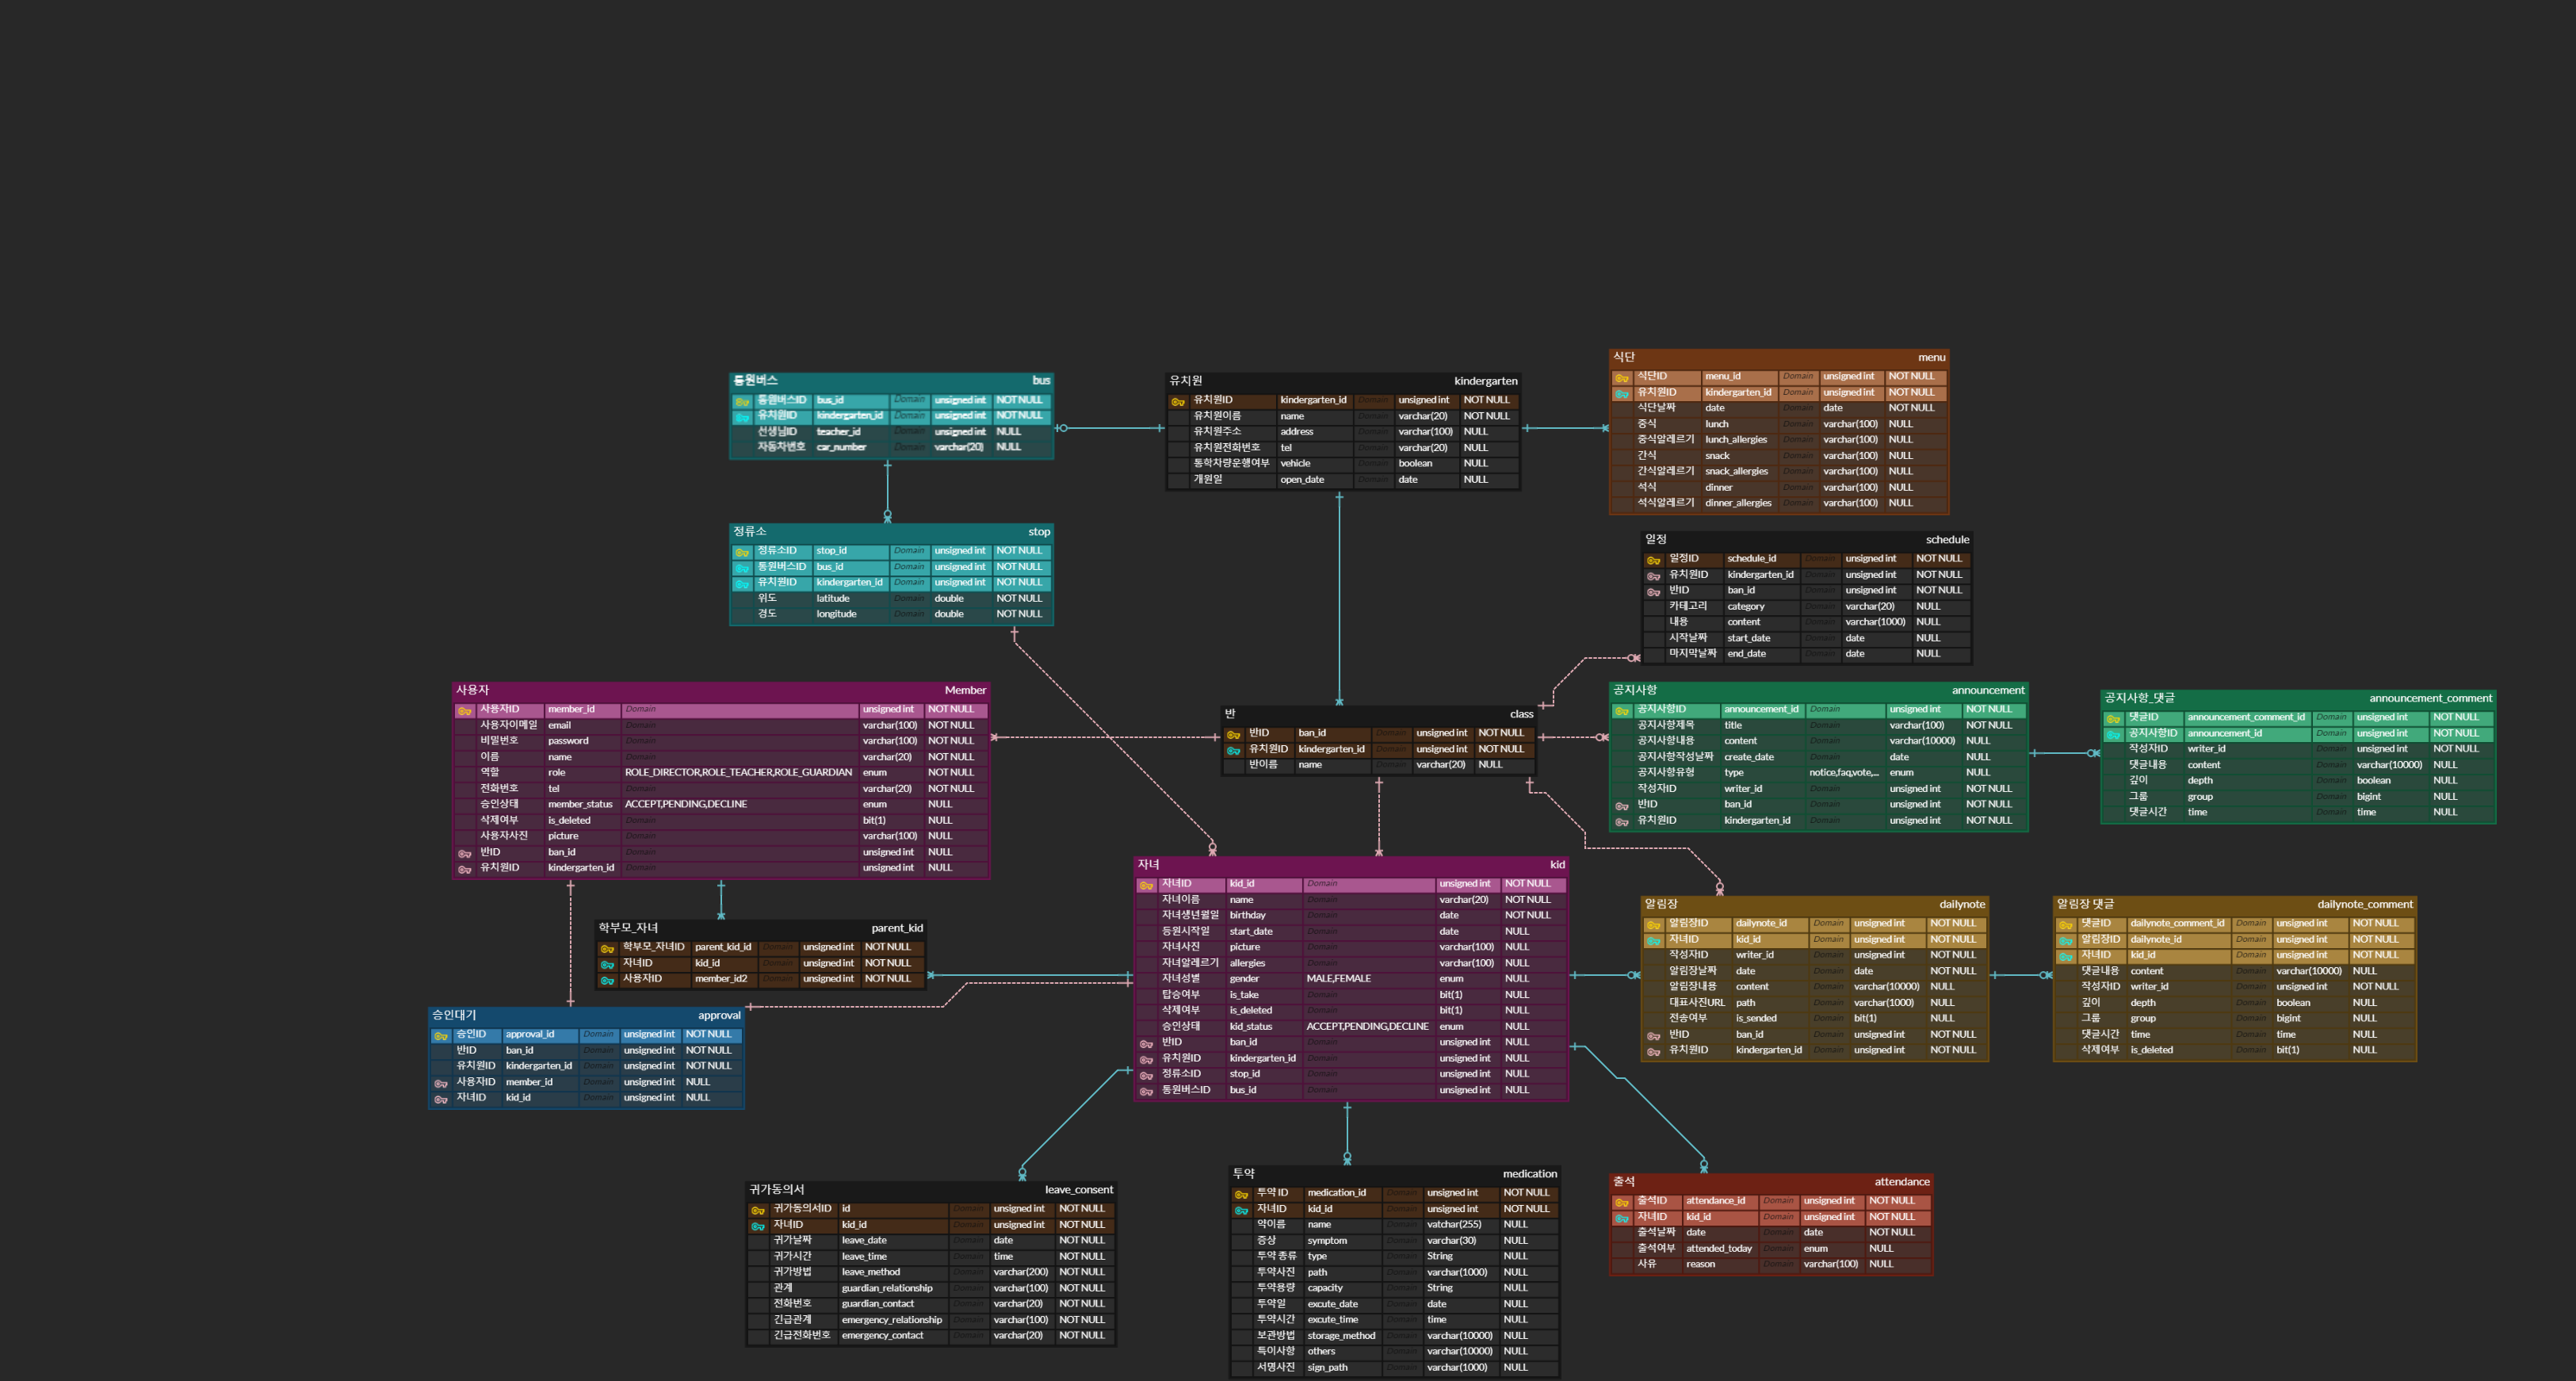 통원버스 bus
통원버스ID bus_id Domain unsigned int NOT NULL
유치원ID kindergarten_id Domain unsigned int NOT NULL
선생님ID teacher_id Domain unsigned int NULL
자동차번호 car_number Domain varchar(20) NULL
유치원 kindergarten
유치원ID kindergarten_id Domain unsigned int NOT NULL
유치원이름 name Domain varchar(20) NOT NULL
유치원주소 address Domain varchar(100) NULL
유치원전화번호 tel Domain varchar(20) NULL
통학차량운행여부 vehicle Domain boolean NULL
개원일 open_date Domain date NULL
식단 menu
식단ID menu_id Domain unsigned int NOT NULL
유치원ID kindergarten_id Domain unsigned int NOT NULL
식단날짜 date Domain date NOT NULL
중식 lunch Domain varchar(100) NULL
중식알레르기 lunch_allergies Domain varchar(100) NULL
간식 snack Domain varchar(100) NULL
간식알레르기 snack_allergies Domain varchar(100) NULL
석식 dinner Domain varchar(100) NULL
석식알레르기 dinner_allergies Domain varchar(100) NULL
정류소 stop
정류소ID stop_id Domain unsigned int NOT NULL
통원버스ID bus_id Domain unsigned int NOT NULL
유치원ID kindergarten_id Domain unsigned int NOT NULL
위도 latitude Domain double NOT NULL
경도 longitude Domain double NOT NULL
일정 schedule
일정ID schedule_id Domain unsigned int NOT NULL
유치원ID kindergarten_id Domain unsigned int NOT NULL
반ID ban_id Domain unsigned int NOT NULL
카테고리 category Domain varchar(20) NULL
내용 content Domain varchar(1000) NULL
시작날짜 start_date Domain date NULL
마지막날짜 end_date Domain date NULL
사용자 Member
사용자ID member_id Domain unsigned int NOT NULL
사용자이메일 email Domain varchar(100) NOT NULL
비밀번호 password Domain varchar(100) NOT NULL
이름 name Domain varchar(20) NOT NULL
역할 role ROLE_DIRECTOR,ROLE_TEACHER,ROLE_GUARDIAN enum NOT NULL
전화번호 tel Domain varchar(20) NOT NULL
승인상태 member_status ACCEPT,PENDING,DECLINE enum NULL
삭제여부 is_deleted Domain bit(1) NULL
사용자사진 picture Domain varchar(100) NULL
반ID ban_id Domain unsigned int NULL
유치원ID kindergarten_id Domain unsigned int NULL
반 class
반ID ban_id Domain unsigned int NOT NULL
유치원ID kindergarten_id Domain unsigned int NOT NULL
반이름 name Domain varchar(20) NULL
공지사항 announcement
공지사항ID announcement_id Domain unsigned int NOT NULL
공지사항제목 title Domain varchar(100) NOT NULL
공지사항내용 content Domain varchar(10000) NULL
공지사항작성날짜 create_date Domain date NULL
공지사항유형 type notice,faq,vote,... enum NULL
작성자ID writer_id Domain unsigned int NOT NULL
반ID ban_id Domain unsigned int NOT NULL
유치원ID kindergarten_id Domain unsigned int NOT NULL
공지사항_댓글 announcement_comment
댓글ID announcement_comment_id Domain unsigned int NOT NULL
공지사항ID announcement_id Domain unsigned int NOT NULL
작성자ID writer_id Domain unsigned int NOT NULL
댓글내용 content Domain varchar(10000) NULL
깊이 depth Domain boolean NULL
그룹 group Domain bigint NULL
댓글시간 time Domain time NULL
자녀 kid
자녀ID kid_id Domain unsigned int NOT NULL
자녀이름 name Domain varchar(20) NOT NULL
자녀생년월일 birthday Domain date NOT NULL
등원시작일 start_date Domain date NULL
자녀사진 picture Domain varchar(100) NULL
자녀알레르기 allergies Domain varchar(100) NULL
자녀성별 gender MALE,FEMALE enum NULL
탑승여부 is_take Domain bit(1) NULL
삭제여부 is_deleted Domain bit(1) NULL
승인상태 kid_status ACCEPT,PENDING,DECLINE enum NULL
반ID ban_id Domain unsigned int NULL
유치원ID kindergarten_id Domain unsigned int NULL
정류소ID stop_id Domain unsigned int NULL
통원버스ID bus_id Domain unsigned int NULL
학부모_자녀 parent_kid
학부모_자녀ID parent_kid_id Domain unsigned int NOT NULL
자녀ID kid_id Domain unsigned int NOT NULL
사용자ID member_id2 Domain unsigned int NOT NULL
알림장 dailynote
알림장ID dailynote_id Domain unsigned int NOT NULL
자녀ID kid_id Domain unsigned int NOT NULL
작성자ID writer_id Domain unsigned int NOT NULL
알림장날짜 date Domain date NOT NULL
알림장내용 content Domain varchar(10000) NULL
대표사진URL path Domain varchar(1000) NULL
전송여부 is_sended Domain bit(1) NULL
반ID ban_id Domain unsigned int NOT NULL
유치원ID kindergarten_id Domain unsigned int NOT NULL
알림장 댓글 dailynote_comment
댓글ID dailynote_comment_id Domain unsigned int NOT NULL
알림장ID dailynote_id Domain unsigned int NOT NULL
자녀ID kid_id Domain unsigned int NOT NULL
댓글내용 content Domain varchar(10000) NULL
작성자ID writer_id Domain unsigned int NOT NULL
깊이 depth Domain boolean NULL
그룹 group Domain bigint NULL
댓글시간 time Domain time NULL
삭제여부 is_deleted Domain bit(1) NULL
승인대기 approval
승인ID approval_id Domain unsigned int NOT NULL
반ID ban_id Domain unsigned int NOT NULL
유치원ID kindergarten_id Domain unsigned int NOT NULL
사용자ID member_id Domain unsigned int NULL
자녀ID kid_id Domain unsigned int NULL
귀가동의서 leave_consent
귀가동의서ID id Domain unsigned int NOT NULL
자녀ID kid_id Domain unsigned int NOT NULL
귀가날짜 leave_date Domain date NOT NULL
귀가시간 leave_time Domain time NOT NULL
귀가방법 leave_method Domain varchar(200) NOT NULL
관계 guardian_relationship Domain varchar(100) NOT NULL
전화번호 guardian_contact Domain varchar(20) NOT NULL
긴급관계 emergency_relationship Domain varchar(100) NOT NULL
긴급전화번호 emergency_contact Domain varchar(20) NOT NULL
투약 medication
투약 ID medication_id Domain unsigned int NOT NULL
자녀ID kid_id Domain unsigned int NOT NULL
약이름 name Domain vatchar(255) NULL
증상 symptom Domain varchar(30) NULL
투약 종류 type Domain String NULL
투약사진 path Domain varchar(1000) NULL
투약용량 capacity Domain String NULL
투약일 excute_date Domain date NULL
투약시간 excute_time Domain time NULL
보관방법 storage_method Domain varchar(10000) NULL
특이사항 others Domain varchar(10000) NULL
서명사진 sign_path Domain varchar(1000) NULL
출석 attendance
출석ID attendance_id Domain unsigned int NOT NULL
자녀ID kid_id Domain unsigned int NOT NULL
출석날짜 date Domain date NOT NULL
출석여부 attended_today Domain enum NULL
사유 reason Domain varchar(100) NULL